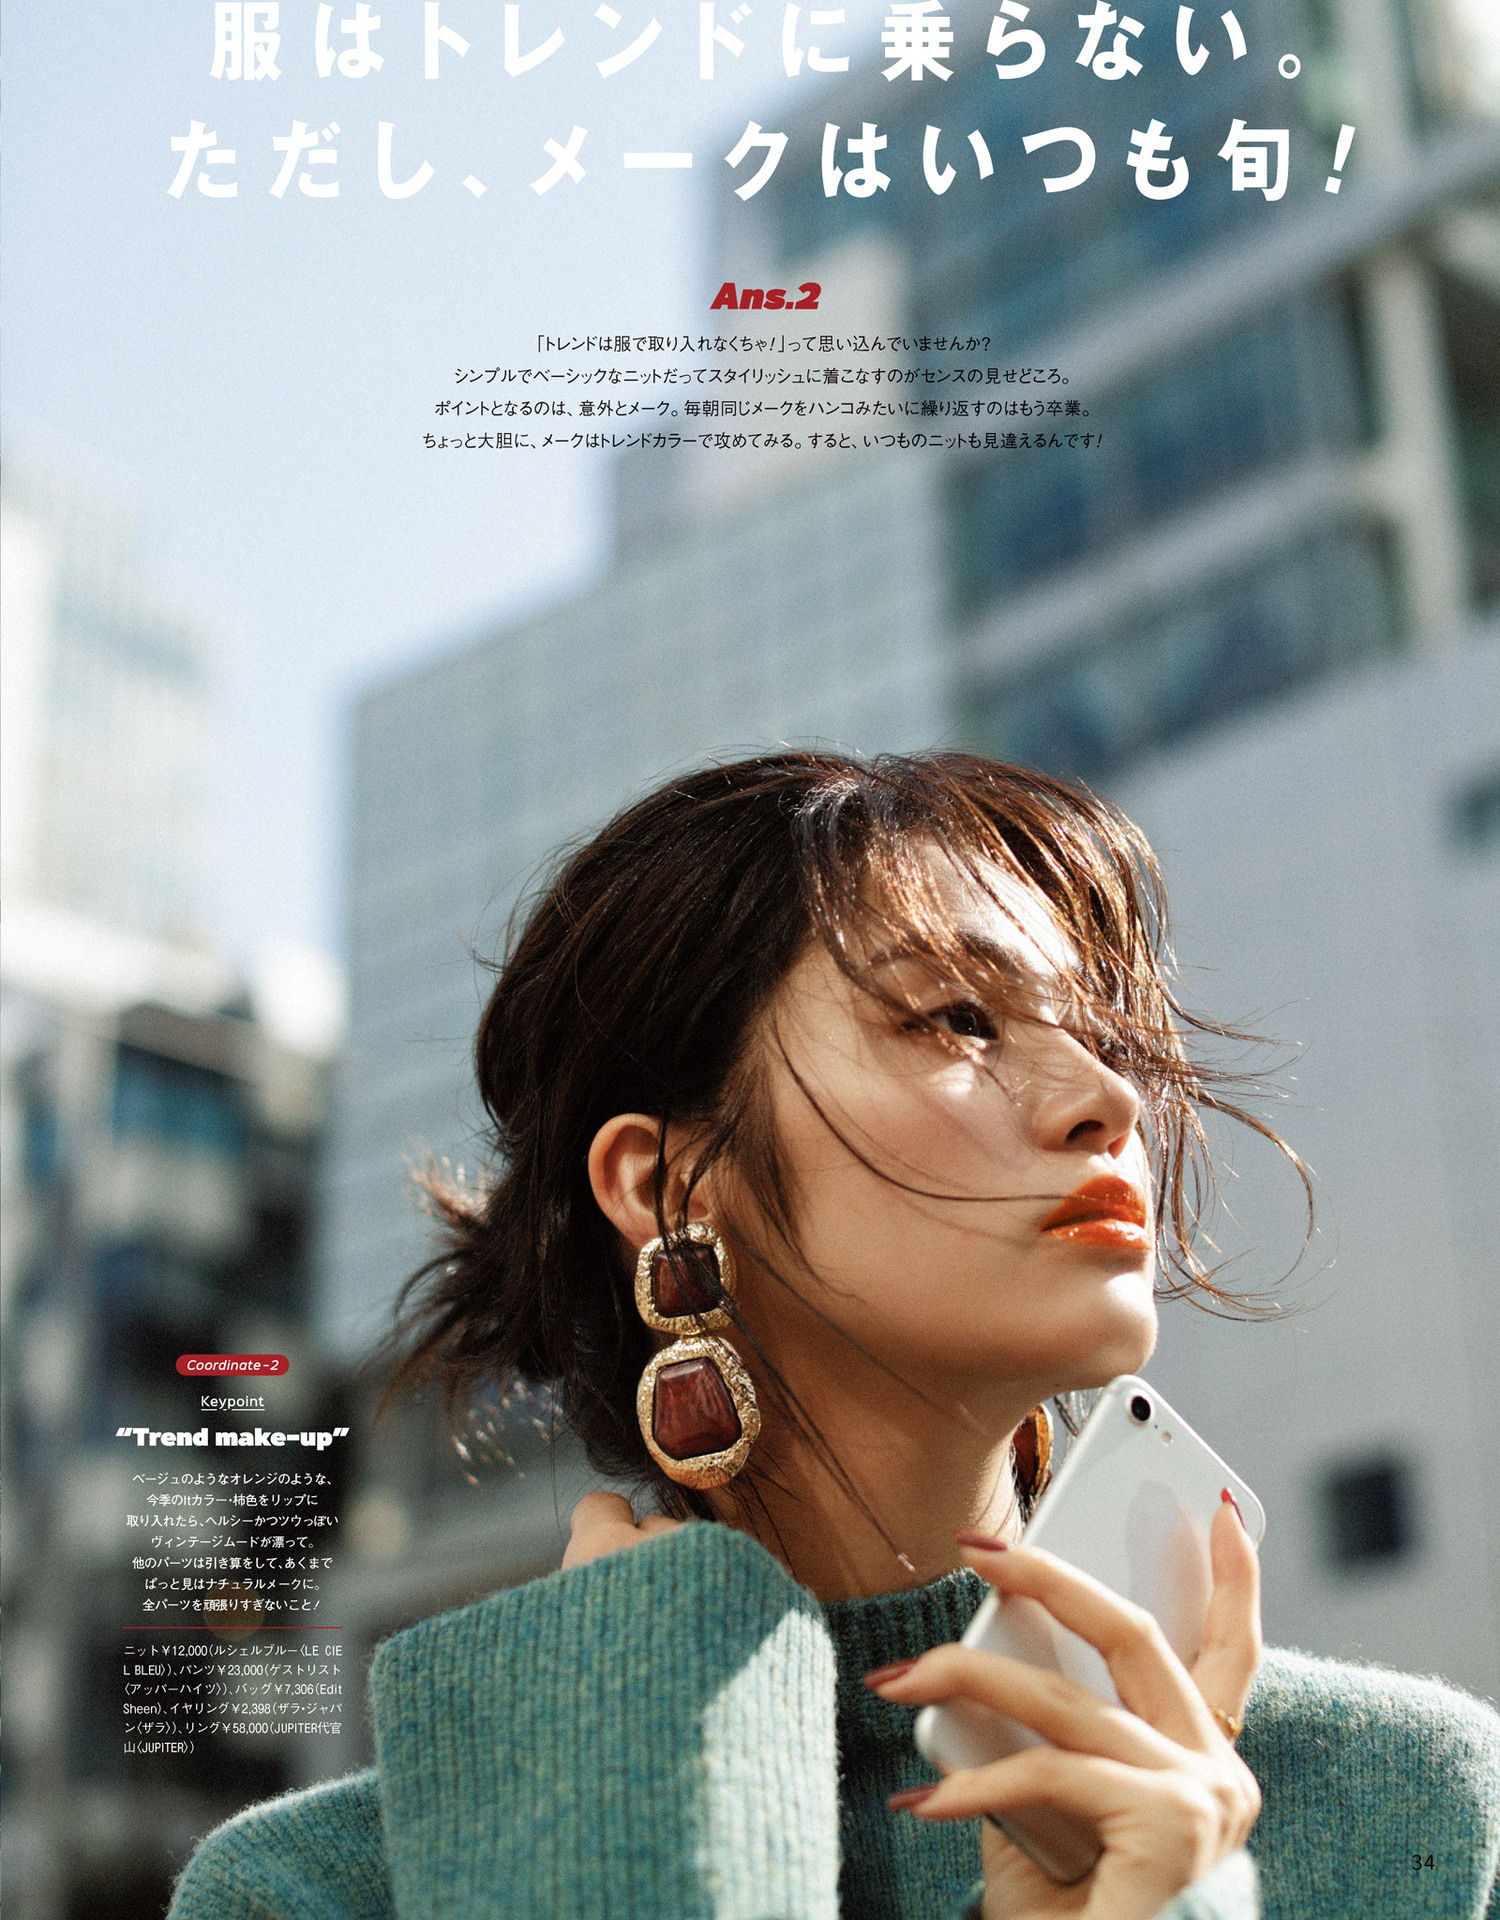 服はトレンドに乗らない。
ただし、メークはいつも旬！
Ans.2
「トレンドは服で取り入れなくちゃ！」って思い込んでいませんか？
シンプルでベーシックなニットだってスタイリッシュに着こなすのがセンスの見せどころ。
ポイントとなるのは、意外とメーク。毎朝同じメークをハンコみたいに繰り返すのはもう卒業。
ちょっと大胆に、メークはトレンドカラーで攻めてみる。すると、いつものニットも見違えるんです！
Coordinate-2
Keypoint
“Trend make-up”
ベージュのようなオレンジのような、
今季のItカラー・柿色をリップに
取り入れたら、ヘルシーかつツウっぽい
ヴィンテージムードが漂って。
他のパーツは引き算をして、あくまで
ぱっと見はナチュラルメークに。
全パーツを頑張りすぎないこと！
ニット￥12,000（ルシェルブルー〈LE CIE
L BLEU〉）、パンツ￥23,000（ゲストリスト
〈アッパーハイツ〉）、バッグ￥7,306（Edit
Sheen）、イヤリング￥2,398（ザラ・ジャパ
ン〈ザラ〉）、リング￥58,000（JUPITER代官
山〈JUPITER〉）
34